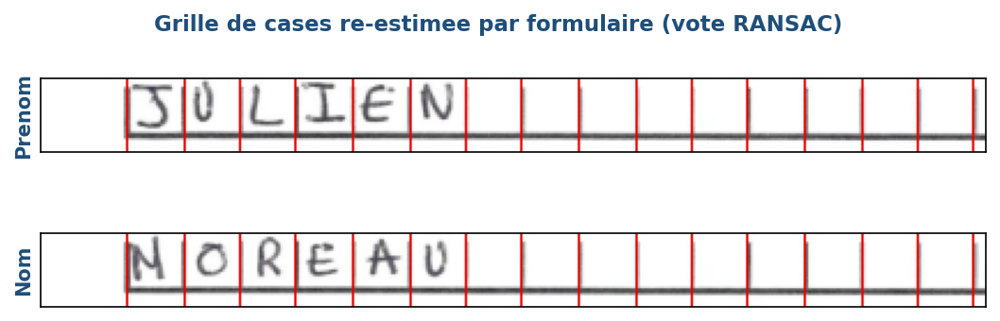 Grille de cases re-estimee par formulaire (vote RANSAC)
Prenom JULIEN
Nom MOREAU